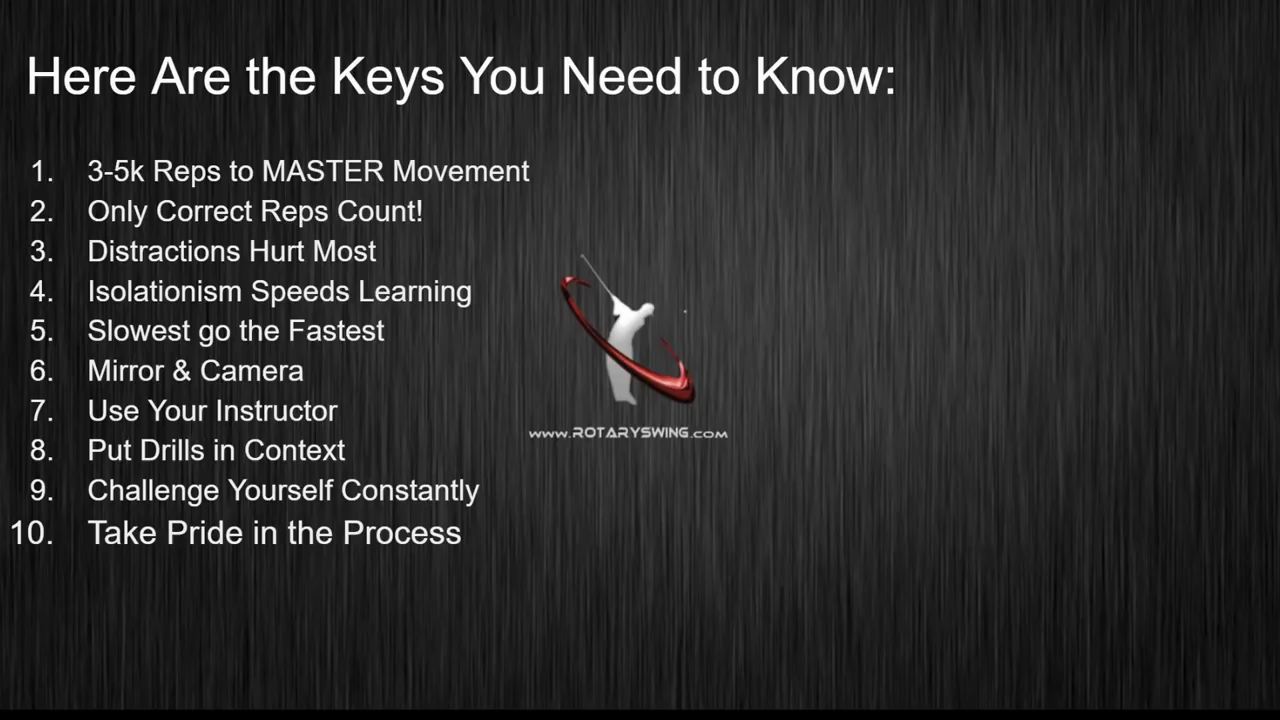 Here Are the Keys You Need to Know:
1. 3-5k Reps to MASTER Movement
2. Only Correct Reps Count!
3. Distractions Hurt Most
4. Isolationism Speeds Learning
5. Slowest go the Fastest
6. Mirror & Camera
7. Use Your Instructor
8. Put Drills in Context
9. Challenge Yourself Constantly
10. Take Pride in the Process
www.ROTARYSWING.COM